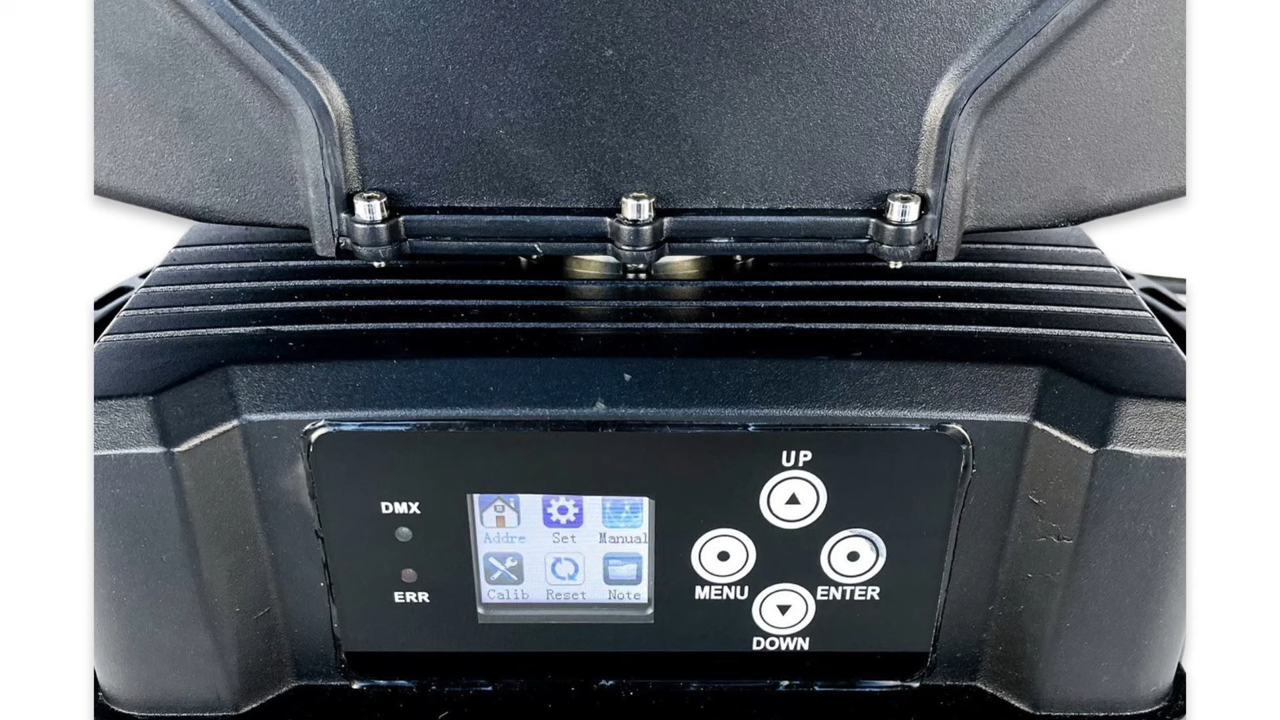 UP
DMX
Addre Set Manual
MENU ENTER
Calib Reset Note
ERR
DOWN